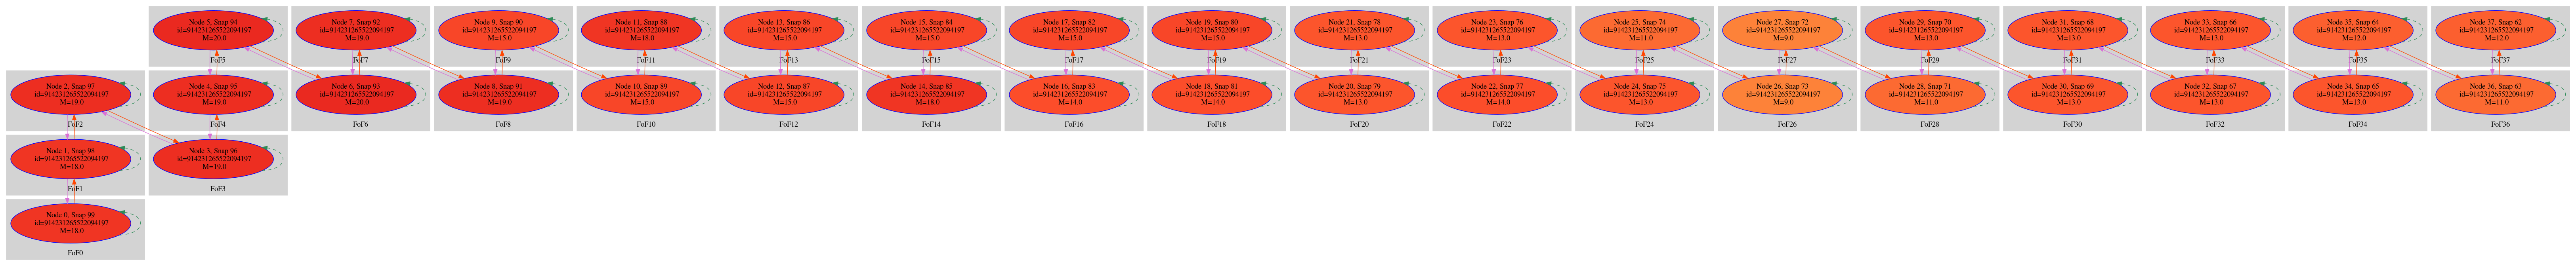 Node 5, Snap 94
id=914231265522094197
M=20.0
FoF5
Node 7, Snap 92
id=914231265522094197
M=19.0
FoF7
Node 9, Snap 90
id=914231265522094197
M=15.0
FoF9
Node 11, Snap 88
id=914231265522094197
M=18.0
FoF11
Node 13, Snap 86
id=914231265522094197
M=15.0
FoF13
Node 15, Snap 84
id=914231265522094197
M=15.0
FoF15
Node 17, Snap 82
id=914231265522094197
M=15.0
FoF17
Node 19, Snap 80
id=914231265522094197
M=15.0
FoF19
Node 21, Snap 78
id=914231265522094197
M=13.0
FoF21
Node 23, Snap 76
id=914231265522094197
M=13.0
FoF23
Node 25, Snap 74
id=914231265522094197
M=11.0
FoF25
Node 27, Snap 72
id=914231265522094197
M=9.0
FoF27
Node 29, Snap 70
id=914231265522094197
M=13.0
FoF29
Node 31, Snap 68
id=914231265522094197
M=13.0
FoF31
Node 33, Snap 66
id=914231265522094197
M=13.0
FoF33
Node 35, Snap 64
id=914231265522094197
M=12.0
FoF35
Node 37, Snap 62
id=914231265522094197
M=12.0
FoF37
Node 2, Snap 97
id=914231265522094197
M=19.0
FoF2
Node 4, Snap 95
id=914231265522094197
M=19.0
FoF4
Node 6, Snap 93
id=914231265522094197
M=20.0
FoF6
Node 8, Snap 91
id=914231265522094197
M=19.0
FoF8
Node 10, Snap 89
id=914231265522094197
M=15.0
FoF10
Node 12, Snap 87
id=914231265522094197
M=15.0
FoF12
Node 14, Snap 85
id=914231265522094197
M=18.0
FoF14
Node 16, Snap 83
id=914231265522094197
M=14.0
FoF16
Node 18, Snap 81
id=914231265522094197
M=14.0
FoF18
Node 20, Snap 79
id=914231265522094197
M=13.0
FoF20
Node 22, Snap 77
id=914231265522094197
M=14.0
FoF22
Node 24, Snap 75
id=914231265522094197
M=13.0
FoF24
Node 26, Snap 73
id=914231265522094197
M=9.0
FoF26
Node 28, Snap 71
id=914231265522094197
M=11.0
FoF28
Node 30, Snap 69
id=914231265522094197
M=13.0
FoF30
Node 32, Snap 67
id=914231265522094197
M=13.0
FoF32
Node 34, Snap 65
id=914231265522094197
M=13.0
FoF34
Node 36, Snap 63
id=914231265522094197
M=11.0
FoF36
Node 1, Snap 98
id=914231265522094197
M=18.0
FoF1
Node 3, Snap 96
id=914231265522094197
M=19.0
FoF3
Node 0, Snap 99
id=914231265522094197
M=18.0
FoF0